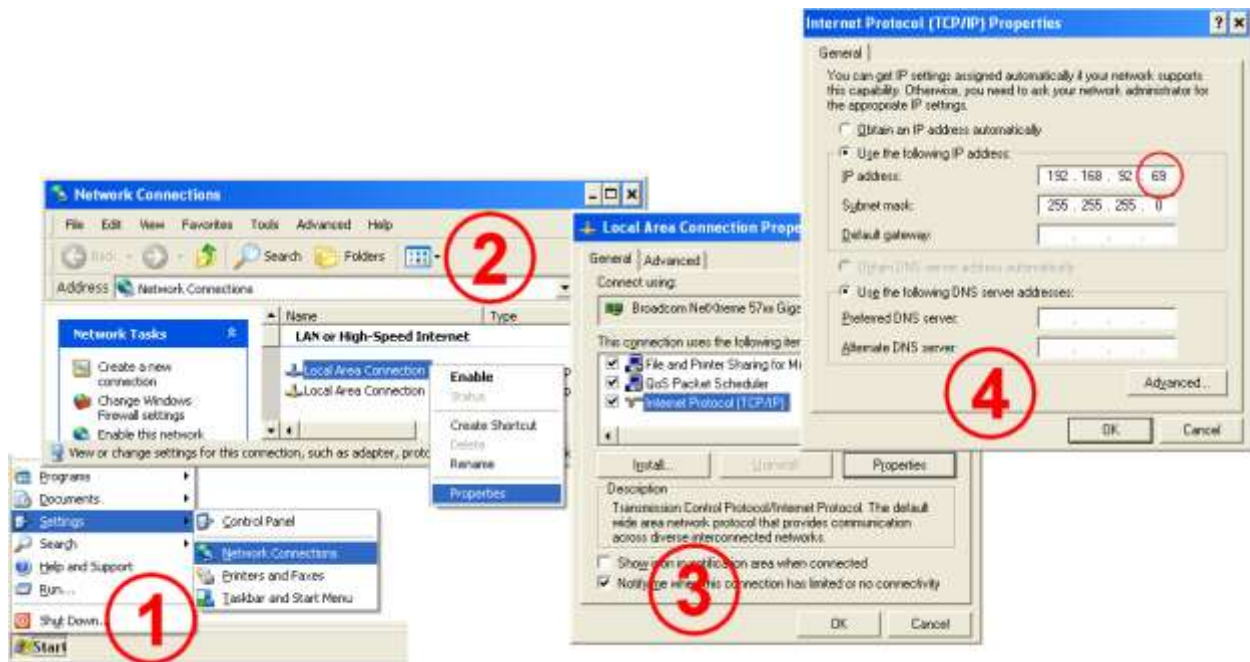 Internet Protocol (TCP/IP) Properties
General
You can get IP settings assigned automatically if your network supports
this capability. Otherwise, you need to ask your network administrator for
the appropriate IP settings.
Obtain an IP address automatically
Use the following IP address:
IP address: 192 . 168 . 92 . 69
Subnet mask: 255 . 255 . 255 . 0
Default gateway:
Obtain DNS server address automatically
Use the following DNS server addresses:
Preferred DNS server:
Alternate DNS server:
Advanced...
OK Cancel
4
Network Connections
File Edit View Favorites Tools Advanced Help
Back Search Folders
Address Network Connections
2
Name Type
Network Tasks
LAN or High-Speed Internet
Create a new
connection
Change Windows
Firewall settings
Enable this network
Local Area Connection
Local Area Connection
Enable
Status
Create Shortcut
Delete
Rename
Properties
View or change settings for this connection, such as adapter, proto
Local Area Connection Prope
General Advanced
Connect using:
Broadcom NetXtreme 57xx Giga
This connection uses the following iter
File and Printer Sharing for Mi
QoS Packet Scheduler
Internet Protocol (TCP/IP)
Install... Uninstall Properties
Description
Transmission Control Protocol/Internet Protocol. The default
wide area network protocol that provides communication
across diverse interconnected networks.
Show icon in notification area when connected
Notify me when this connection has limited or no connectivity
3
OK Cancel
Programs
Documents
Settings
Search
Help and Support
Run...
Shut Down...
Start
Control Panel
Network Connections
Printers and Faxes
Taskbar and Start Menu
1